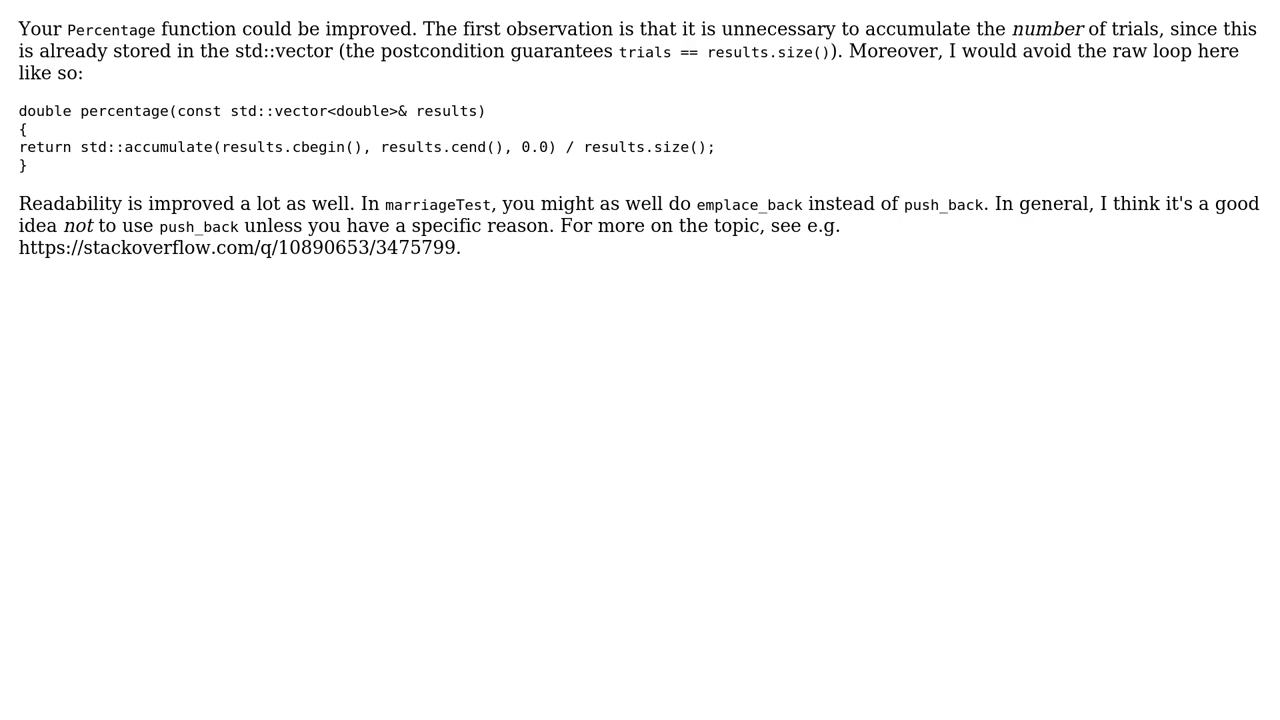 Your Percentage function could be improved. The first observation is that it is unnecessary to accumulate the number of trials, since this
is already stored in the std::vector (the postcondition guarantees trials == results.size()). Moreover, I would avoid the raw loop here
like so:
double percentage(const std::vector<double>& results)
{
return std::accumulate(results.cbegin(), results.cend(), 0.0) / results.size();
}
Readability is improved a lot as well. In marriageTest, you might as well do emplace_back instead of push_back. In general, I think it's a good
idea not to use push_back unless you have a specific reason. For more on the topic, see e.g.
https://stackoverflow.com/q/10890653/3475799.